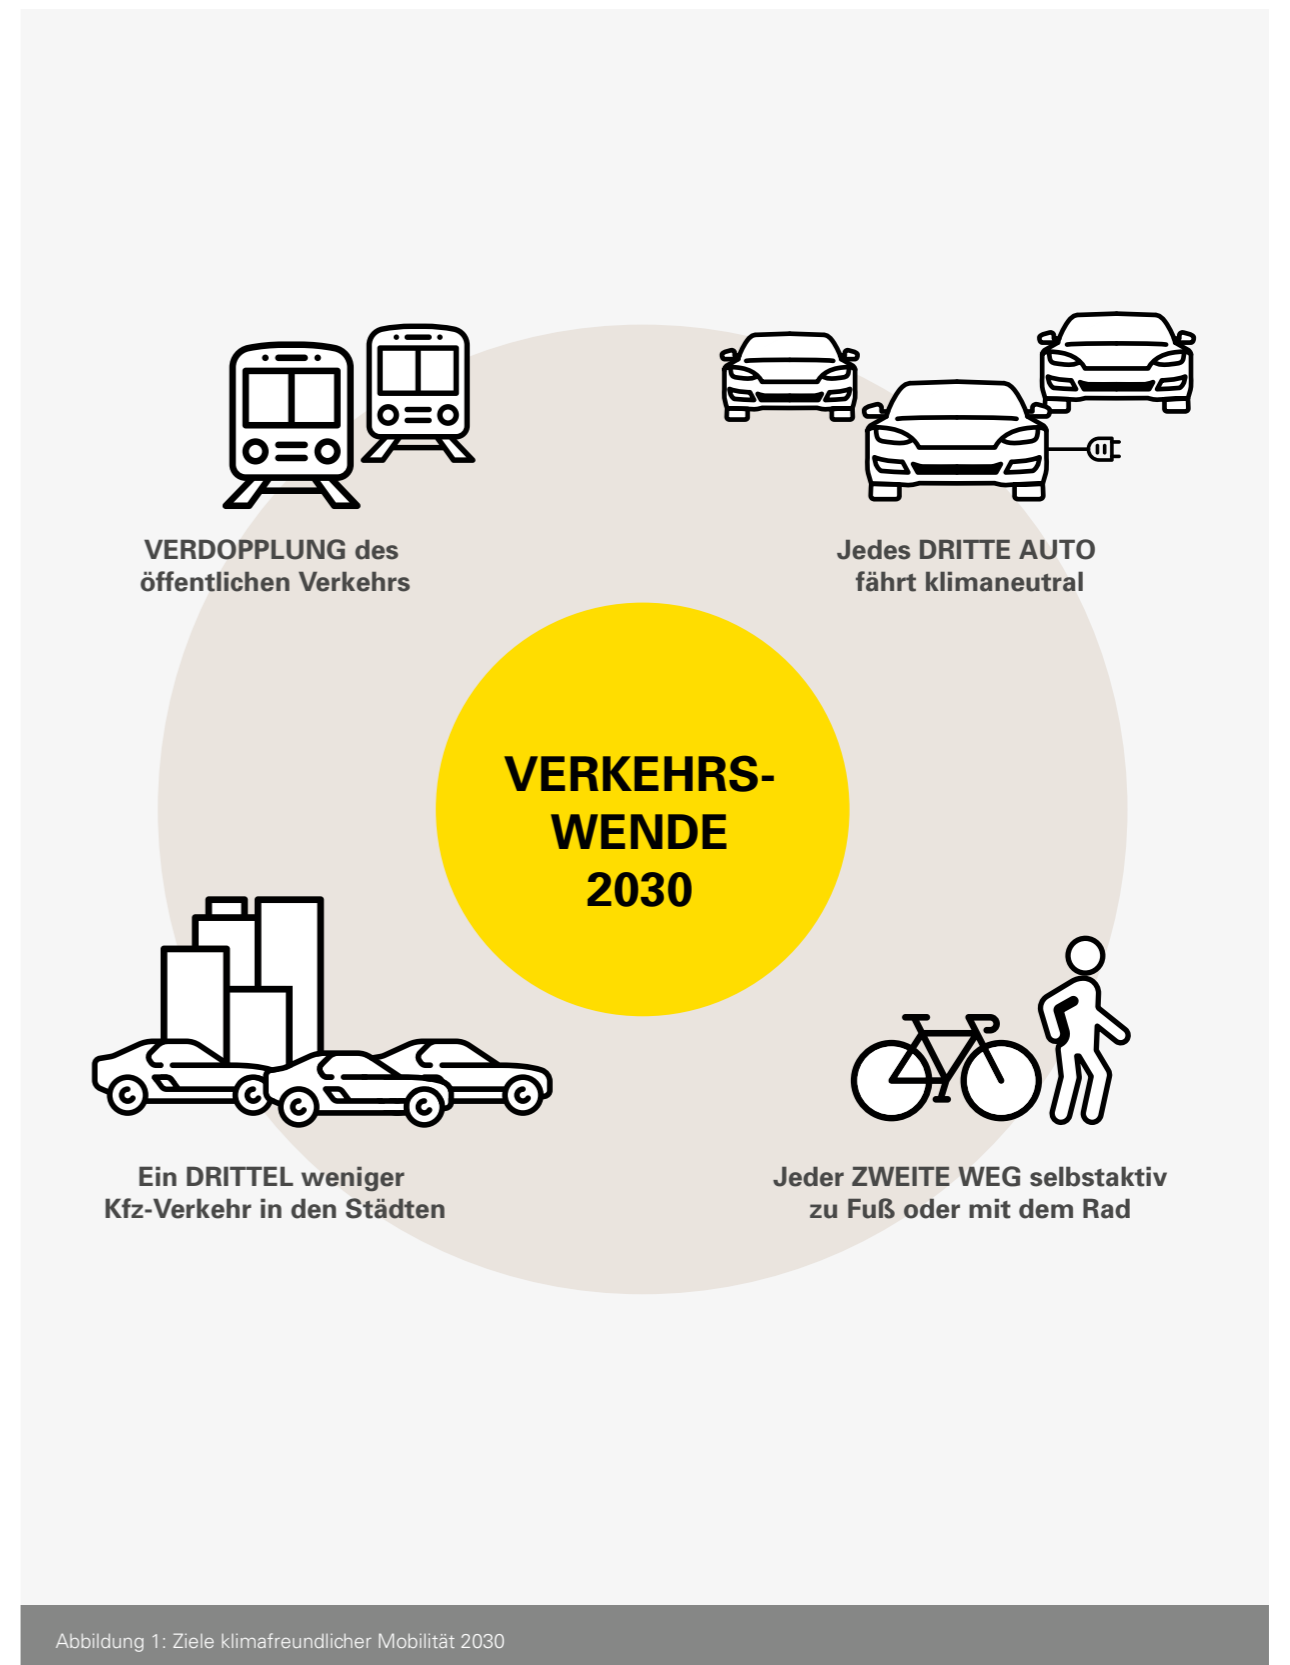 VERDOPPLUNG des
öffentlichen Verkehrs
Jedes DRITTE AUTO
fährt klimaneutral
VERKEHRS-
WENDE
2030
Ein DRITTEL weniger
Kfz-Verkehr in den Städten
Jeder ZWEITE WEG selbstaktiv
zu Fuß oder mit dem Rad
Abbildung 1: Ziele klimafreundlicher Mobilität 2030